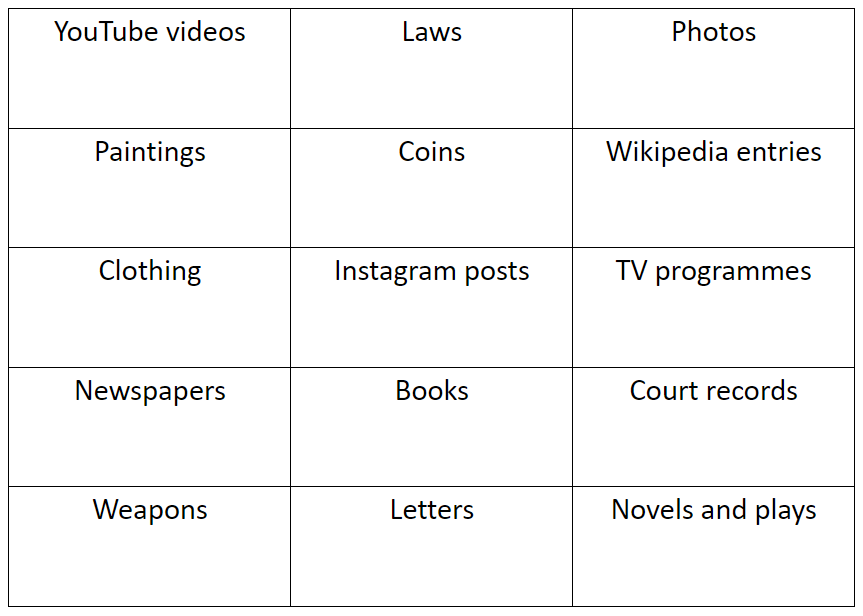 YouTube videos
Laws
Photos
Paintings
Coins
Wikipedia entries
Clothing
Instagram posts
TV programmes
Newspapers
Books
Court records
Weapons
Letters
Novels and plays